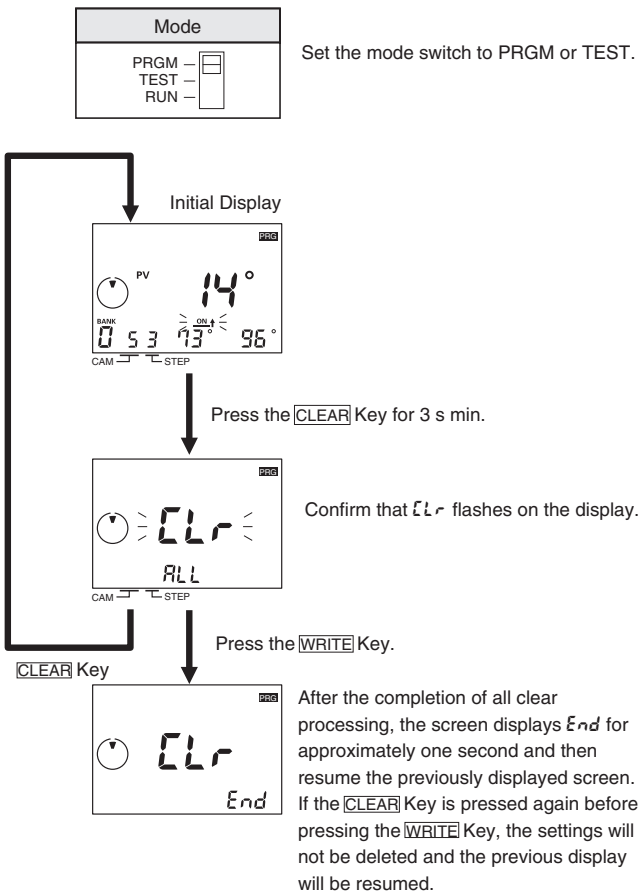 Mode
PRGM
TEST
RUN
Set the mode switch to PRGM or TEST.
Initial Display
PRG
PV
14°
BANK
ON
0 5 3 73° 96°
CAM STEP
Press the CLEAR Key for 3 s min.
PRG
CLr
ALL
CAM STEP
Confirm that CLr flashes on the display.
Press the WRITE Key.
CLEAR Key
PRG
CLr
End
After the completion of all clear
processing, the screen displays End for
approximately one second and then
resume the previously displayed screen.
If the CLEAR Key is pressed again before
pressing the WRITE Key, the settings will
not be deleted and the previous display
will be resumed.